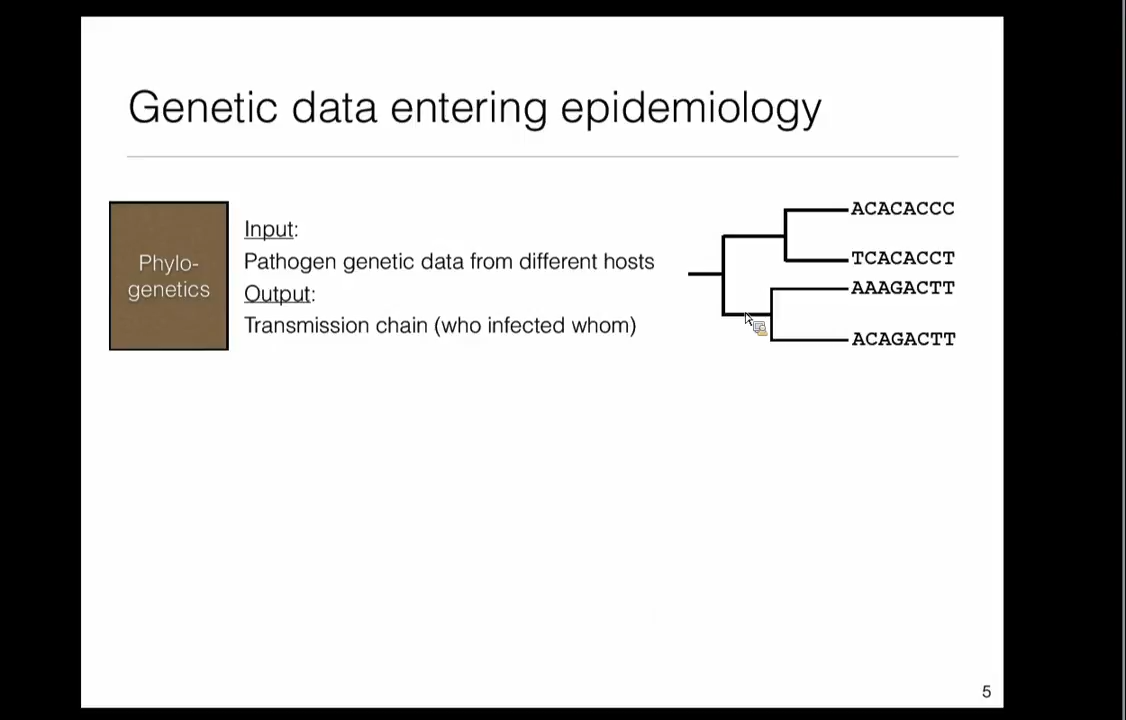 Genetic data entering epidemiology
Phylo-
genetics
Input:
Pathogen genetic data from different hosts
Output:
Transmission chain (who infected whom)
ACACACCC
TCACACCT
AAAGACTT
ACAGACTT
5